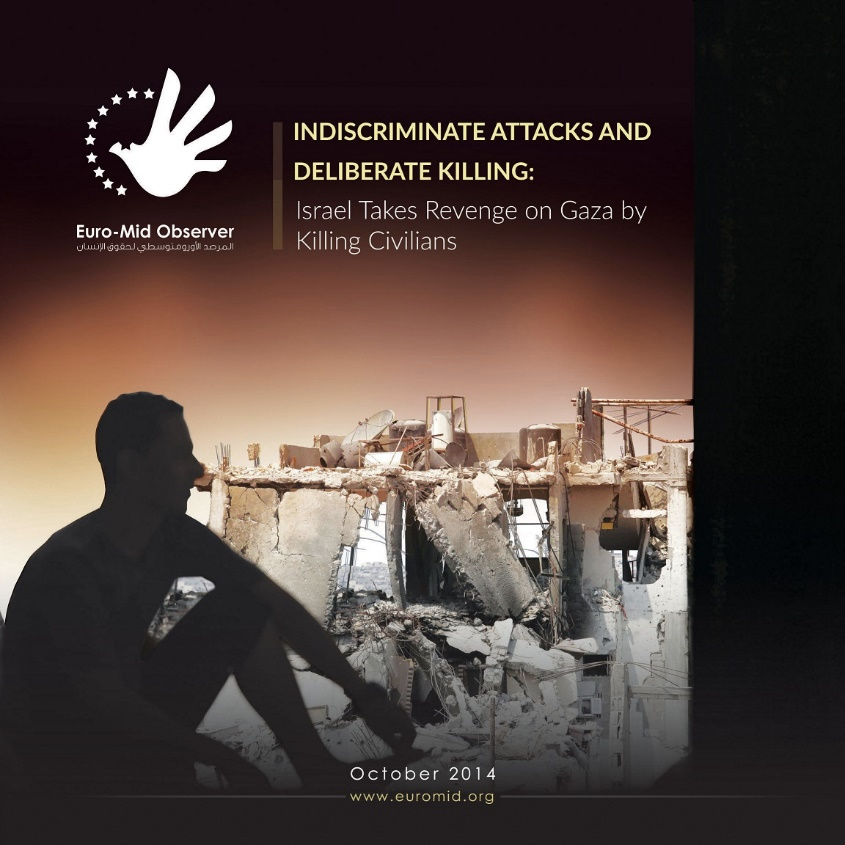 INDISCRIMINATE ATTACKS AND
DELIBERATE KILLING:
Israel Takes Revenge on Gaza by
Killing Civilians
Euro-Mid Observer
المرصد الأورومتوسطي لحقوق الإنسان
October 2014
www.euromid.org